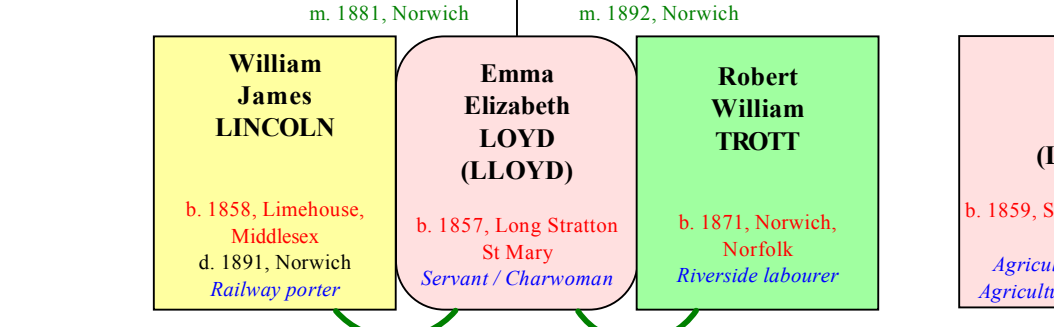 m. 1881, Norwich
m. 1892, Norwich
William
James
LINCOLN
b. 1858, Limehouse,
Middlesex
d. 1891, Norwich
Railway porter
Emma
Elizabeth
LOYD
(LLOYD)
b. 1857, Long Stratton
St Mary
Servant / Charwoman
Robert
William
TROTT
b. 1871, Norwich,
Norfolk
Riverside labourer
b. 1859,